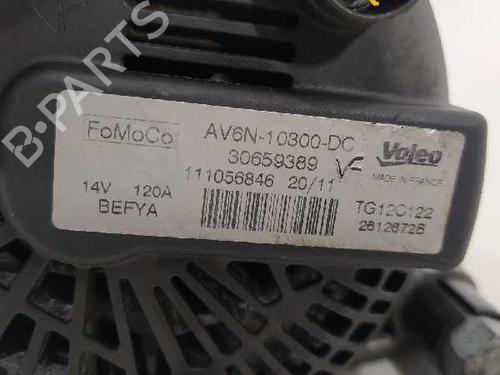 FoMoCo
AV6N-10300-DC
30659389
Valeo
MADE IN FRANCE
111056846 20/11
14V 120A
BEFYA
TG12C122
26126726
B-PARTS